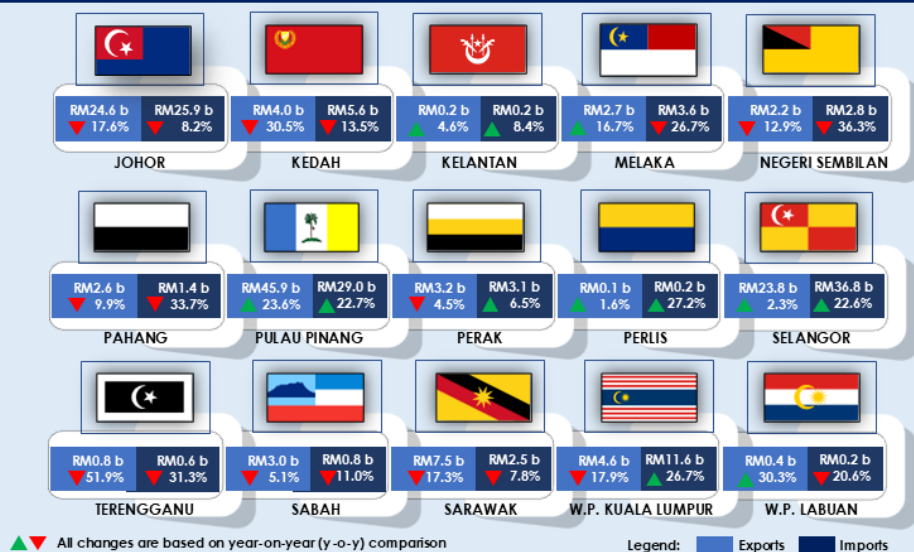 RM24.6 b RM25.9 b
17.6% 8.2%
JOHOR
RM4.0 b RM5.6 b
30.5% 13.5%
KEDAH
RM0.2 b RM0.2 b
4.6% 8.4%
KELANTAN
RM2.7 b RM3.6 b
16.7% 26.7%
MELAKA
RM2.2 b RM2.8 b
12.9% 36.3%
NEGERI SEMBILAN
RM2.6 b RM1.4 b
9.9% 33.7%
PAHANG
RM45.9 b RM29.0 b
23.6% 22.7%
PULAU PINANG
RM3.2 b RM3.1 b
4.5% 6.5%
PERAK
RM0.1 b RM0.2 b
1.6% 27.2%
PERLIS
RM23.8 b RM36.8 b
2.3% 22.6%
SELANGOR
RM0.8 b RM0.6 b
51.9% 31.3%
TERENGGANU
RM3.0 b RM0.8 b
5.1% 11.0%
SABAH
RM7.5 b RM2.5 b
17.3% 7.8%
SARAWAK
RM4.6 b RM11.6 b
17.9% 26.7%
W.P. KUALA LUMPUR
RM0.4 b RM0.2 b
30.3% 20.6%
W.P. LABUAN
All changes are based on year-on-year (y-o-y) comparison
Legend: Exports Imports